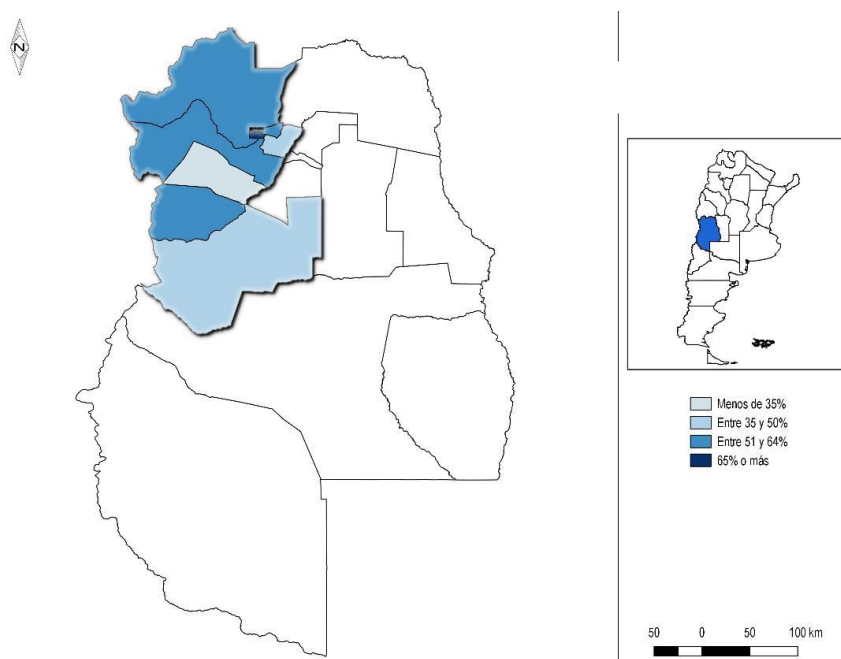 N
Menos de 35%
Entre 35 y 50%
Entre 51 y 64%
65% o más
50 0 50 100 km